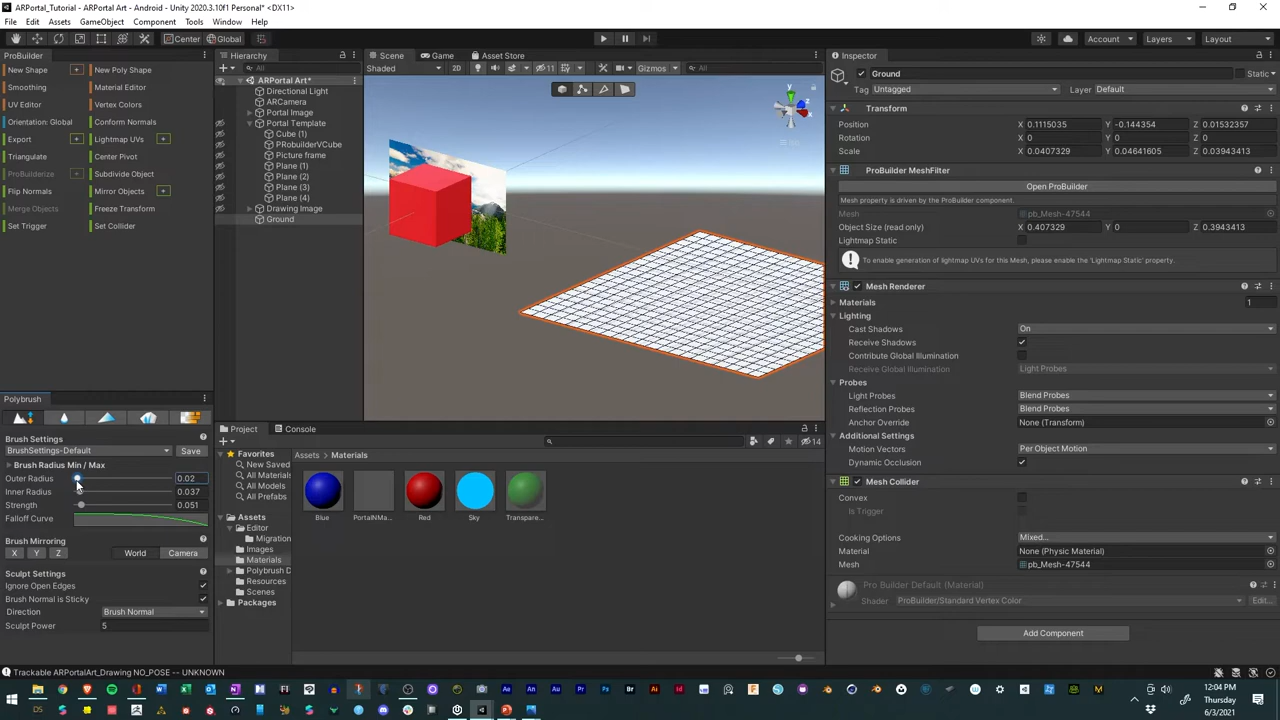 ARPortal_Tutorial - ARPortal Art - Android - Unity 2020.3.10f1 Personal* <DX11>
File Edit Assets GameObject Component Tools Window Help
Center Global Account Layers Layout
ProBuilder
New Shape New Poly Shape
Smoothing Material Editor
UV Editor Vertex Colors
Orientation: Global Conform Normals
Export Lightmap UVs
Triangulate Center Pivot
ProBuilderize Subdivide Object
Flip Normals Mirror Objects
Merge Objects Freeze Transform
Set Trigger Set Collider
Hierarchy
All
ARPortal Art*
Directional Light
ARCamera
Portal Image
Portal Template
Cube (1)
PRobuilderVCube
Picture frame
Plane (1)
Plane (2)
Plane (3)
Plane (4)
Drawing Image
Ground
Scene Game Asset Store
Shaded 2D 11 Gizmos All
y
x
Inspector
Ground Static
Tag Untagged Layer Default
Transform
Position X 0.1115035 Y -0.144354 Z 0.01532357
Rotation X 0 Y 0 Z 0
Scale X 0.0407329 Y 0.04641605 Z 0.03943413
ProBuilder MeshFilter
Open ProBuilder
Mesh property is driven by the ProBuilder component.
Mesh pb_Mesh-47544
Object Size (read only) X 0.407329 Y 0 Z 0.3943413
Lightmap Static
To enable generation of lightmap UVs for this Mesh, please enable the 'Lightmap Static' property.
Mesh Renderer
Materials 1
Lighting
Cast Shadows On
Receive Shadows
Contribute Global Illumination
Receive Global Illumination Light Probes
Probes
Light Probes Blend Probes
Reflection Probes Blend Probes
Anchor Override None (Transform)
Additional Settings
Motion Vectors Per Object Motion
Dynamic Occlusion
Mesh Collider
Convex
Is Trigger
Cooking Options Mixed...
Material None (Physic Material)
Mesh pb_Mesh-47544
Pro Builder Default (Material)
Shader ProBuilder/Standard Vertex Color Edit...
Add Component
Polybrush
Brush Settings
BrushSettings-Default Save
Brush Radius Min / Max
Outer Radius 0.02
Inner Radius 0.037
Strength 0.051
Falloff Curve
Brush Mirroring
X Y Z World Camera
Sculpt Settings
Ignore Open Edges
Brush Normal is Sticky
Direction Brush Normal
Sculpt Power 5
Project Console
14
Favorites
New Saved
All Materials
All Models
All Prefabs
Assets
Editor
Migration
Images
Materials
Polybrush D
Resources
Scenes
Packages
Assets > Materials
Blue PortalNMa... Red Sky Transpare...
Trackable ARPortalArt_Drawing NO_POSE -- UNKNOWN
12:04 PM
Thursday
6/3/2021